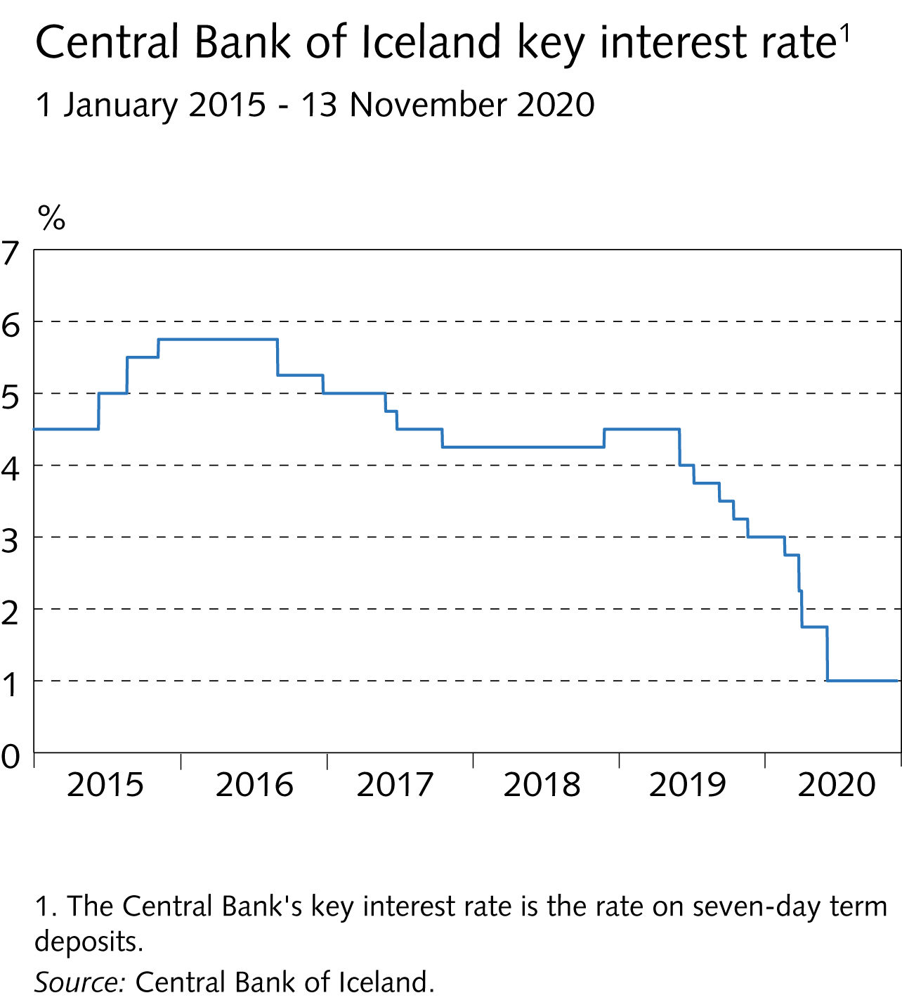 Central Bank of Iceland key interest rate¹
1 January 2015 - 13 November 2020
%
7
6
5
4
3
2
1
0
2015 2016 2017 2018 2019 2020
1. The Central Bank's key interest rate is the rate on seven-day term
deposits.
Source: Central Bank of Iceland.